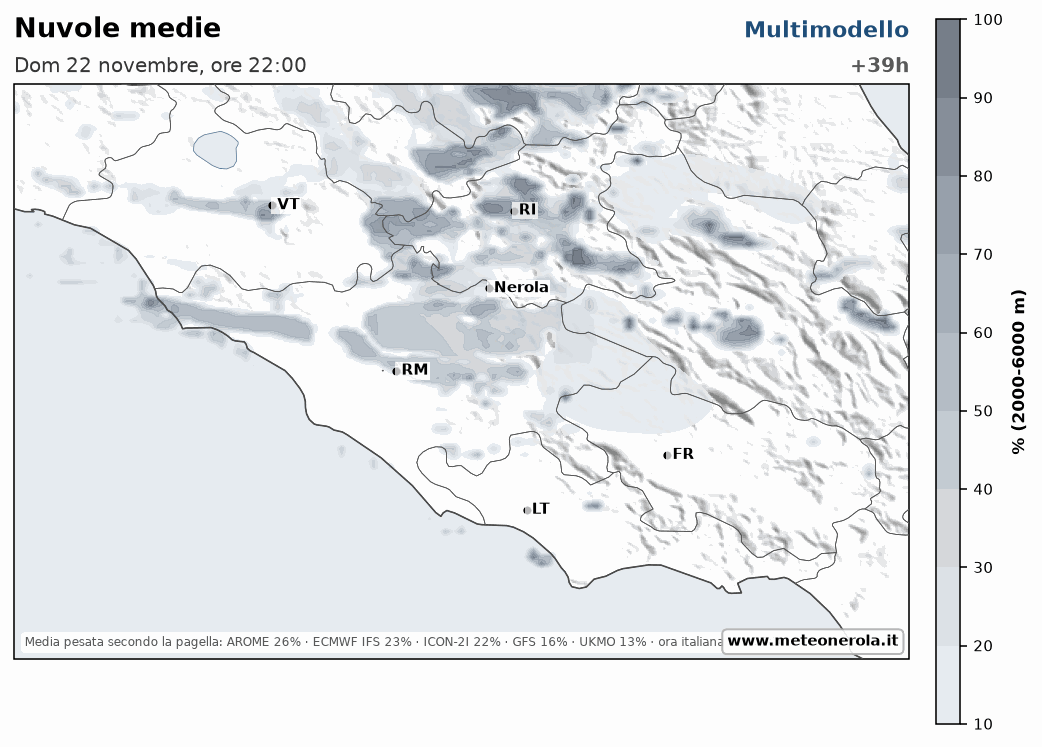 Nuvole medie
Multimodello
Dom 22 novembre, ore 22:00
+39h
VT
RI
Nerola
RM
FR
LT
Media pesata secondo la pagella: AROME 26% · ECMWF IFS 23% · ICON-2I 22% · GFS 16% · UKMO 13% · ora italiana
www.meteonerola.it
100
90
80
70
60
50
40
30
20
10
% (2000-6000 m)